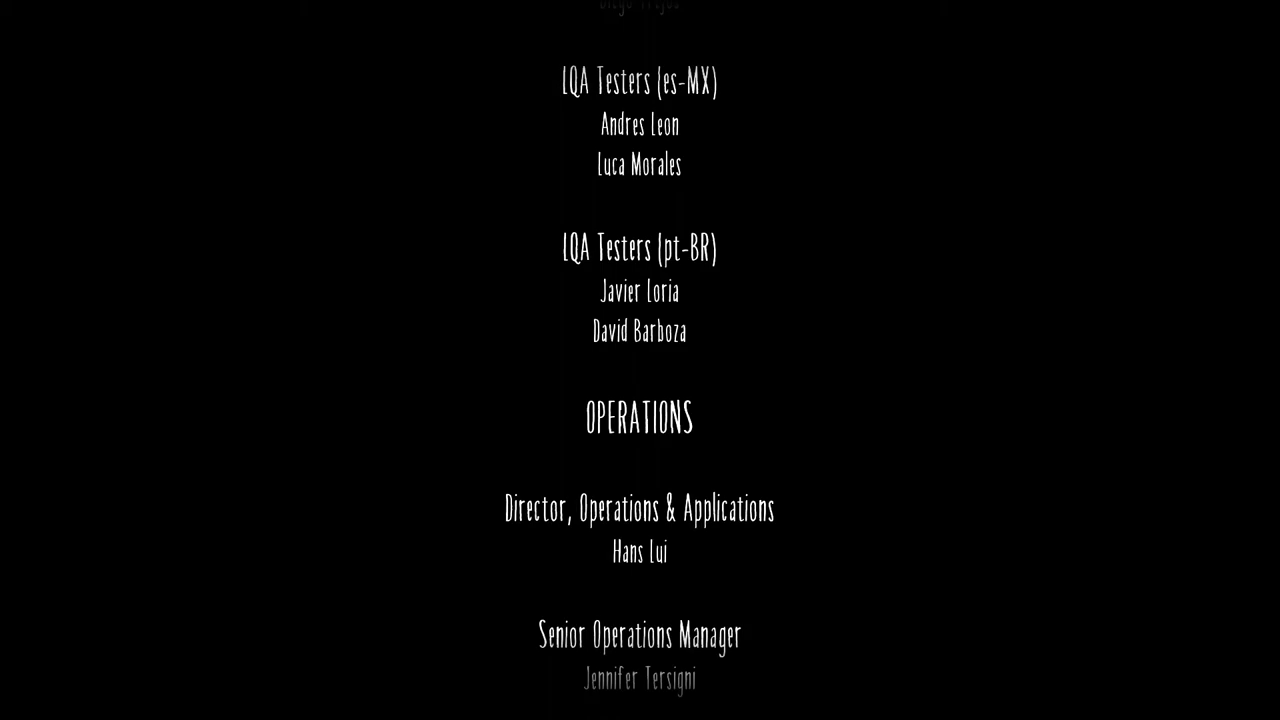 LQA Testers (es-MX)
Andres Leon
Luca Morales
LQA Testers (pt-BR)
Javier Loria
David Barboza
OPERATIONS
Director, Operations & Applications
Hans Lui
Senior Operations Manager
Jennifer Tersigni